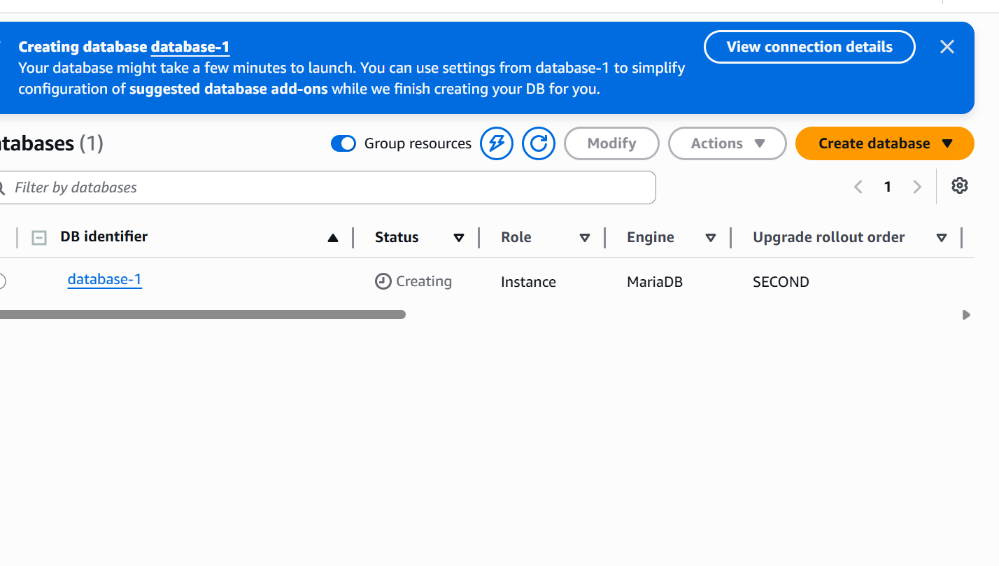 Creating database database-1
View connection details
Your database might take a few minutes to launch. You can use settings from database-1 to simplify
configuration of suggested database add-ons while we finish creating your DB for you.
tabases (1)
Group resources
Modify
Actions
Create database
Filter by databases
1
DB identifier
Status
Role
Engine
Upgrade rollout order
database-1
Creating
Instance
MariaDB
SECOND